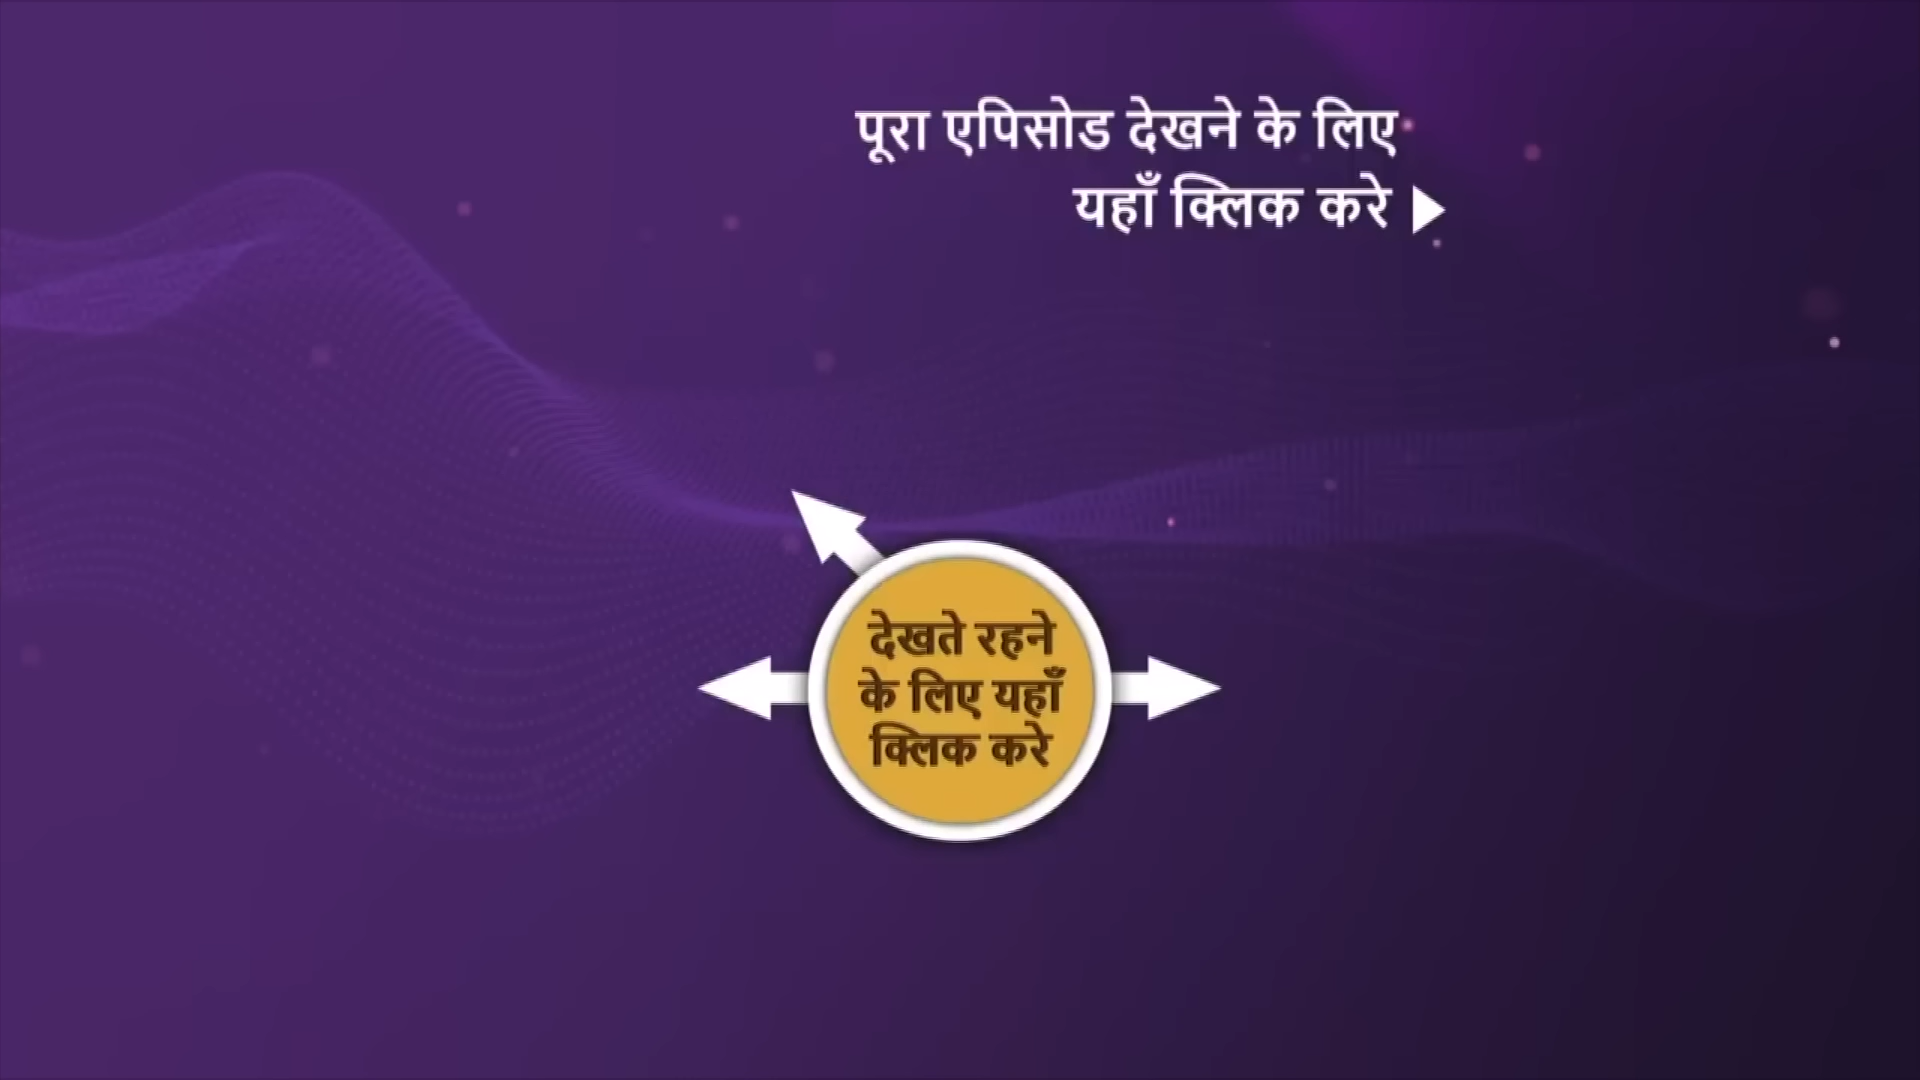 पूरा एपिसोड देखने के लिए
यहाँ क्लिक करे
देखते रहने
के लिए यहाँ
क्लिक करे